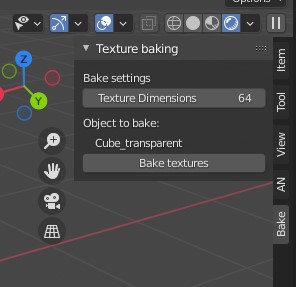 Options
Texture baking
Bake settings
Texture Dimensions 64
Object to bake:
Cube_transparent
Bake textures
Z
Y
Item
Tool
View
AN
Bake